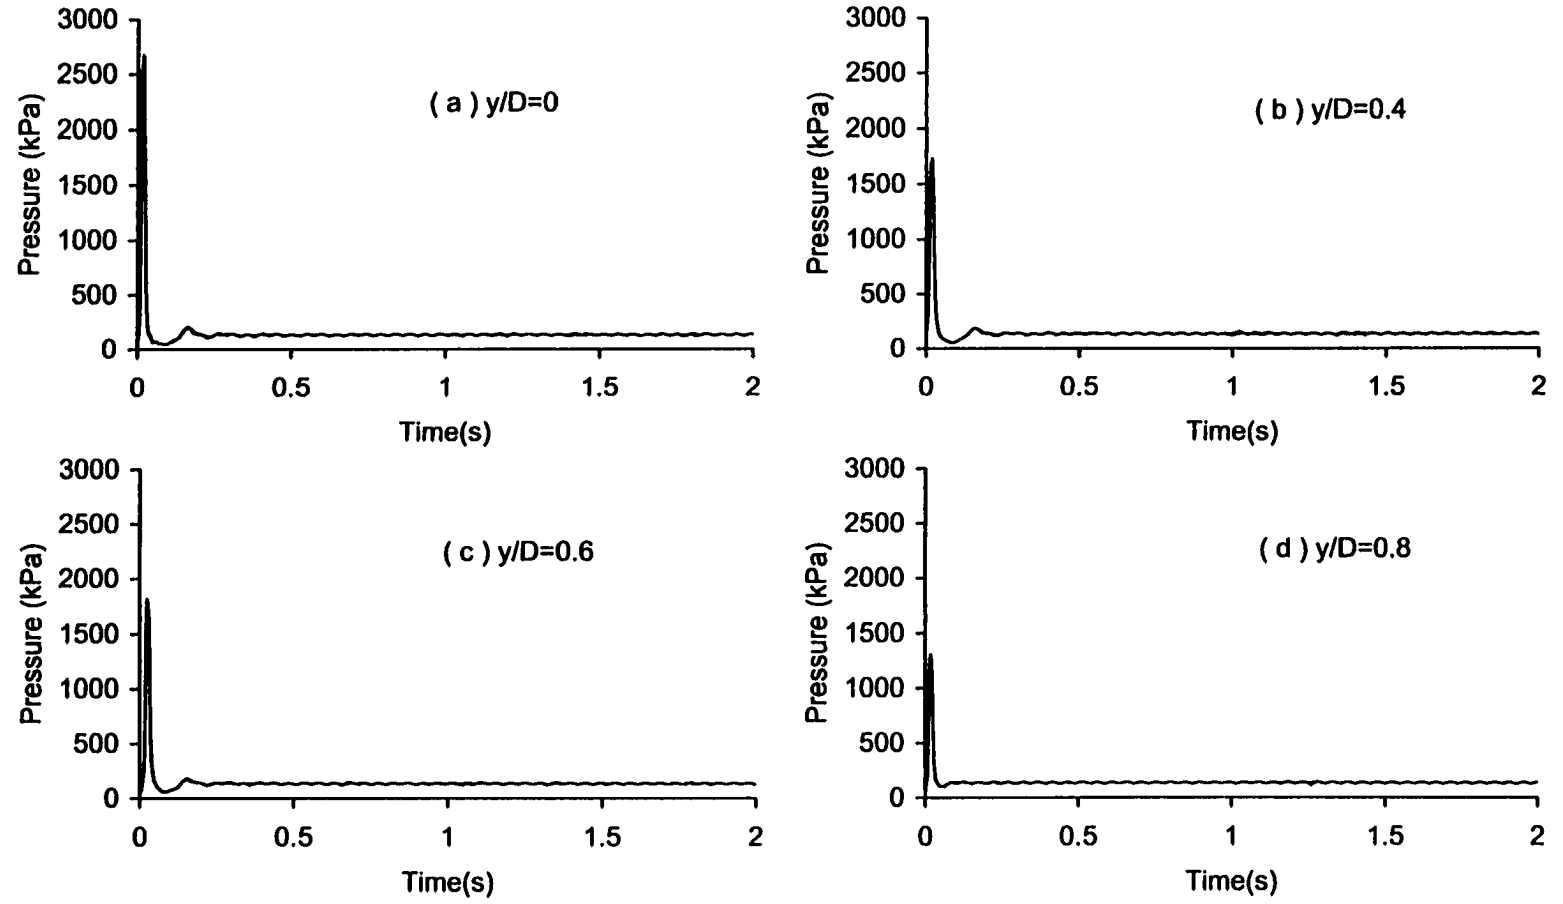 3000
2500
2000
1500
1000
500
0
Pressure (kPa)
( a ) y/D=0
0 0.5 1 1.5 2
Time(s)
3000
2500
2000
1500
1000
500
0
Pressure (kPa)
( b ) y/D=0.4
0 0.5 1 1.5 2
Time(s)
3000
2500
2000
1500
1000
500
0
Pressure (kPa)
( c ) y/D=0.6
0 0.5 1 1.5 2
Time(s)
3000
2500
2000
1500
1000
500
0
Pressure (kPa)
( d ) y/D=0.8
0 0.5 1 1.5 2
Time(s)